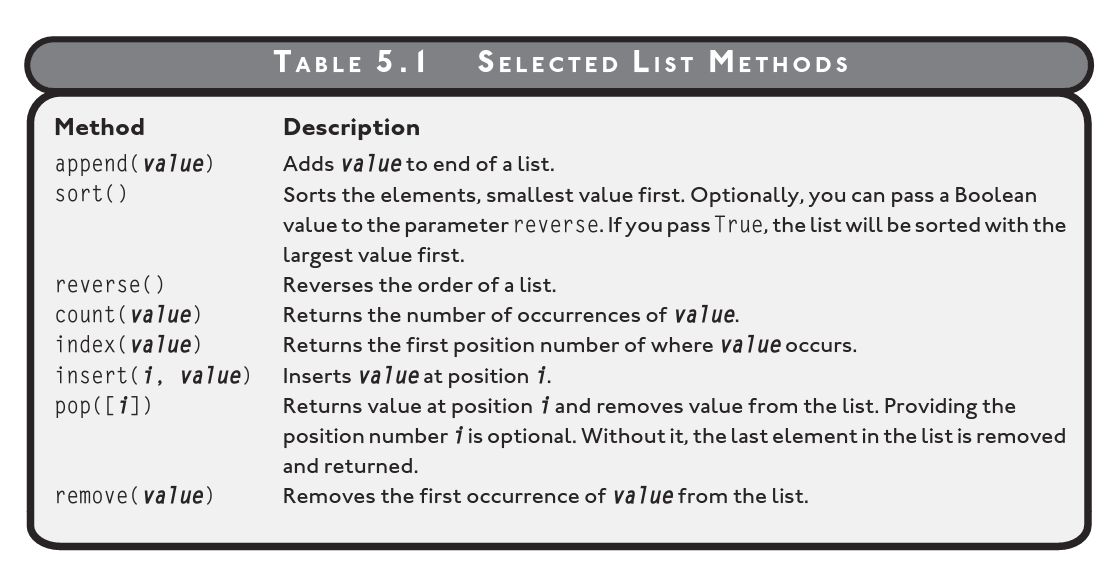 TABLE 5.1 SELECTED LIST METHODS
Method Description
append(value) Adds value to end of a list.
sort() Sorts the elements, smallest value first. Optionally, you can pass a Boolean
value to the parameter reverse. If you pass True, the list will be sorted with the
largest value first.
reverse() Reverses the order of a list.
count(value) Returns the number of occurrences of value.
index(value) Returns the first position number of where value occurs.
insert(i, value) Inserts value at position i.
pop([i]) Returns value at position i and removes value from the list. Providing the
position number i is optional. Without it, the last element in the list is removed
and returned.
remove(value) Removes the first occurrence of value from the list.